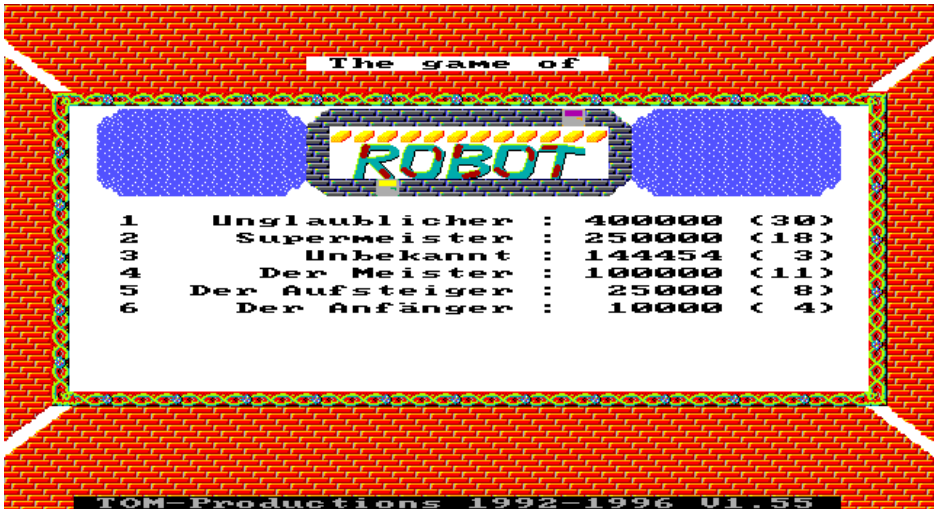 The game of
ROBOT
1 Unglaublicher : 400000 (30)
2 Supermeister : 250000 (18)
3 Unbekannt : 144454 ( 3)
4 Der Meister : 100000 (11)
5 Der Aufsteiger : 25000 ( 8)
6 Der Anfänger : 10000 ( 4)
TOM-Productions 1992-1996 V1.55